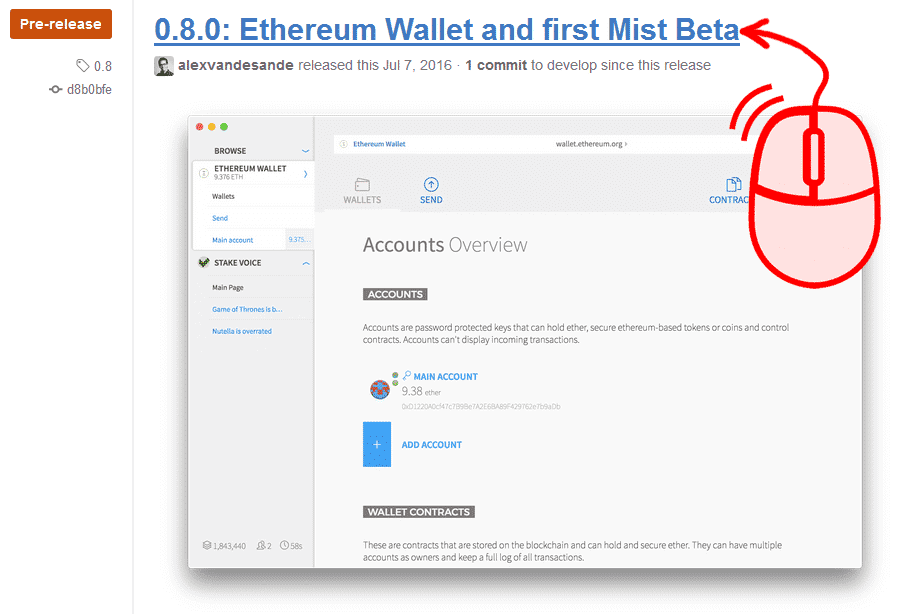 Pre-release
0.8
d8b0bfe
0.8.0: Ethereum Wallet and first Mist Beta
alexvandesande released this Jul 7, 2016 · 1 commit to develop since this release
BROWSE
ETHEREUM WALLET
9.376 ETH
Wallets
Send
Main account 9.375...
STAKE VOICE
Main Page
Game of Thrones is b...
Nutella is overrated
1,843,440 2 58s
Ethereum Wallet wallet.ethereum.org ›
WALLETS SEND CONTRAC
Accounts Overview
ACCOUNTS
Accounts are password protected keys that can hold ether, secure ethereum-based tokens or coins and control
contracts. Accounts can't display incoming transactions.
MAIN ACCOUNT
9.38 ether
ADD ACCOUNT
WALLET CONTRACTS
These are contracts that are stored on the blockchain and can hold and secure ether. They can have multiple
accounts as owners and keep a full log of all transactions.